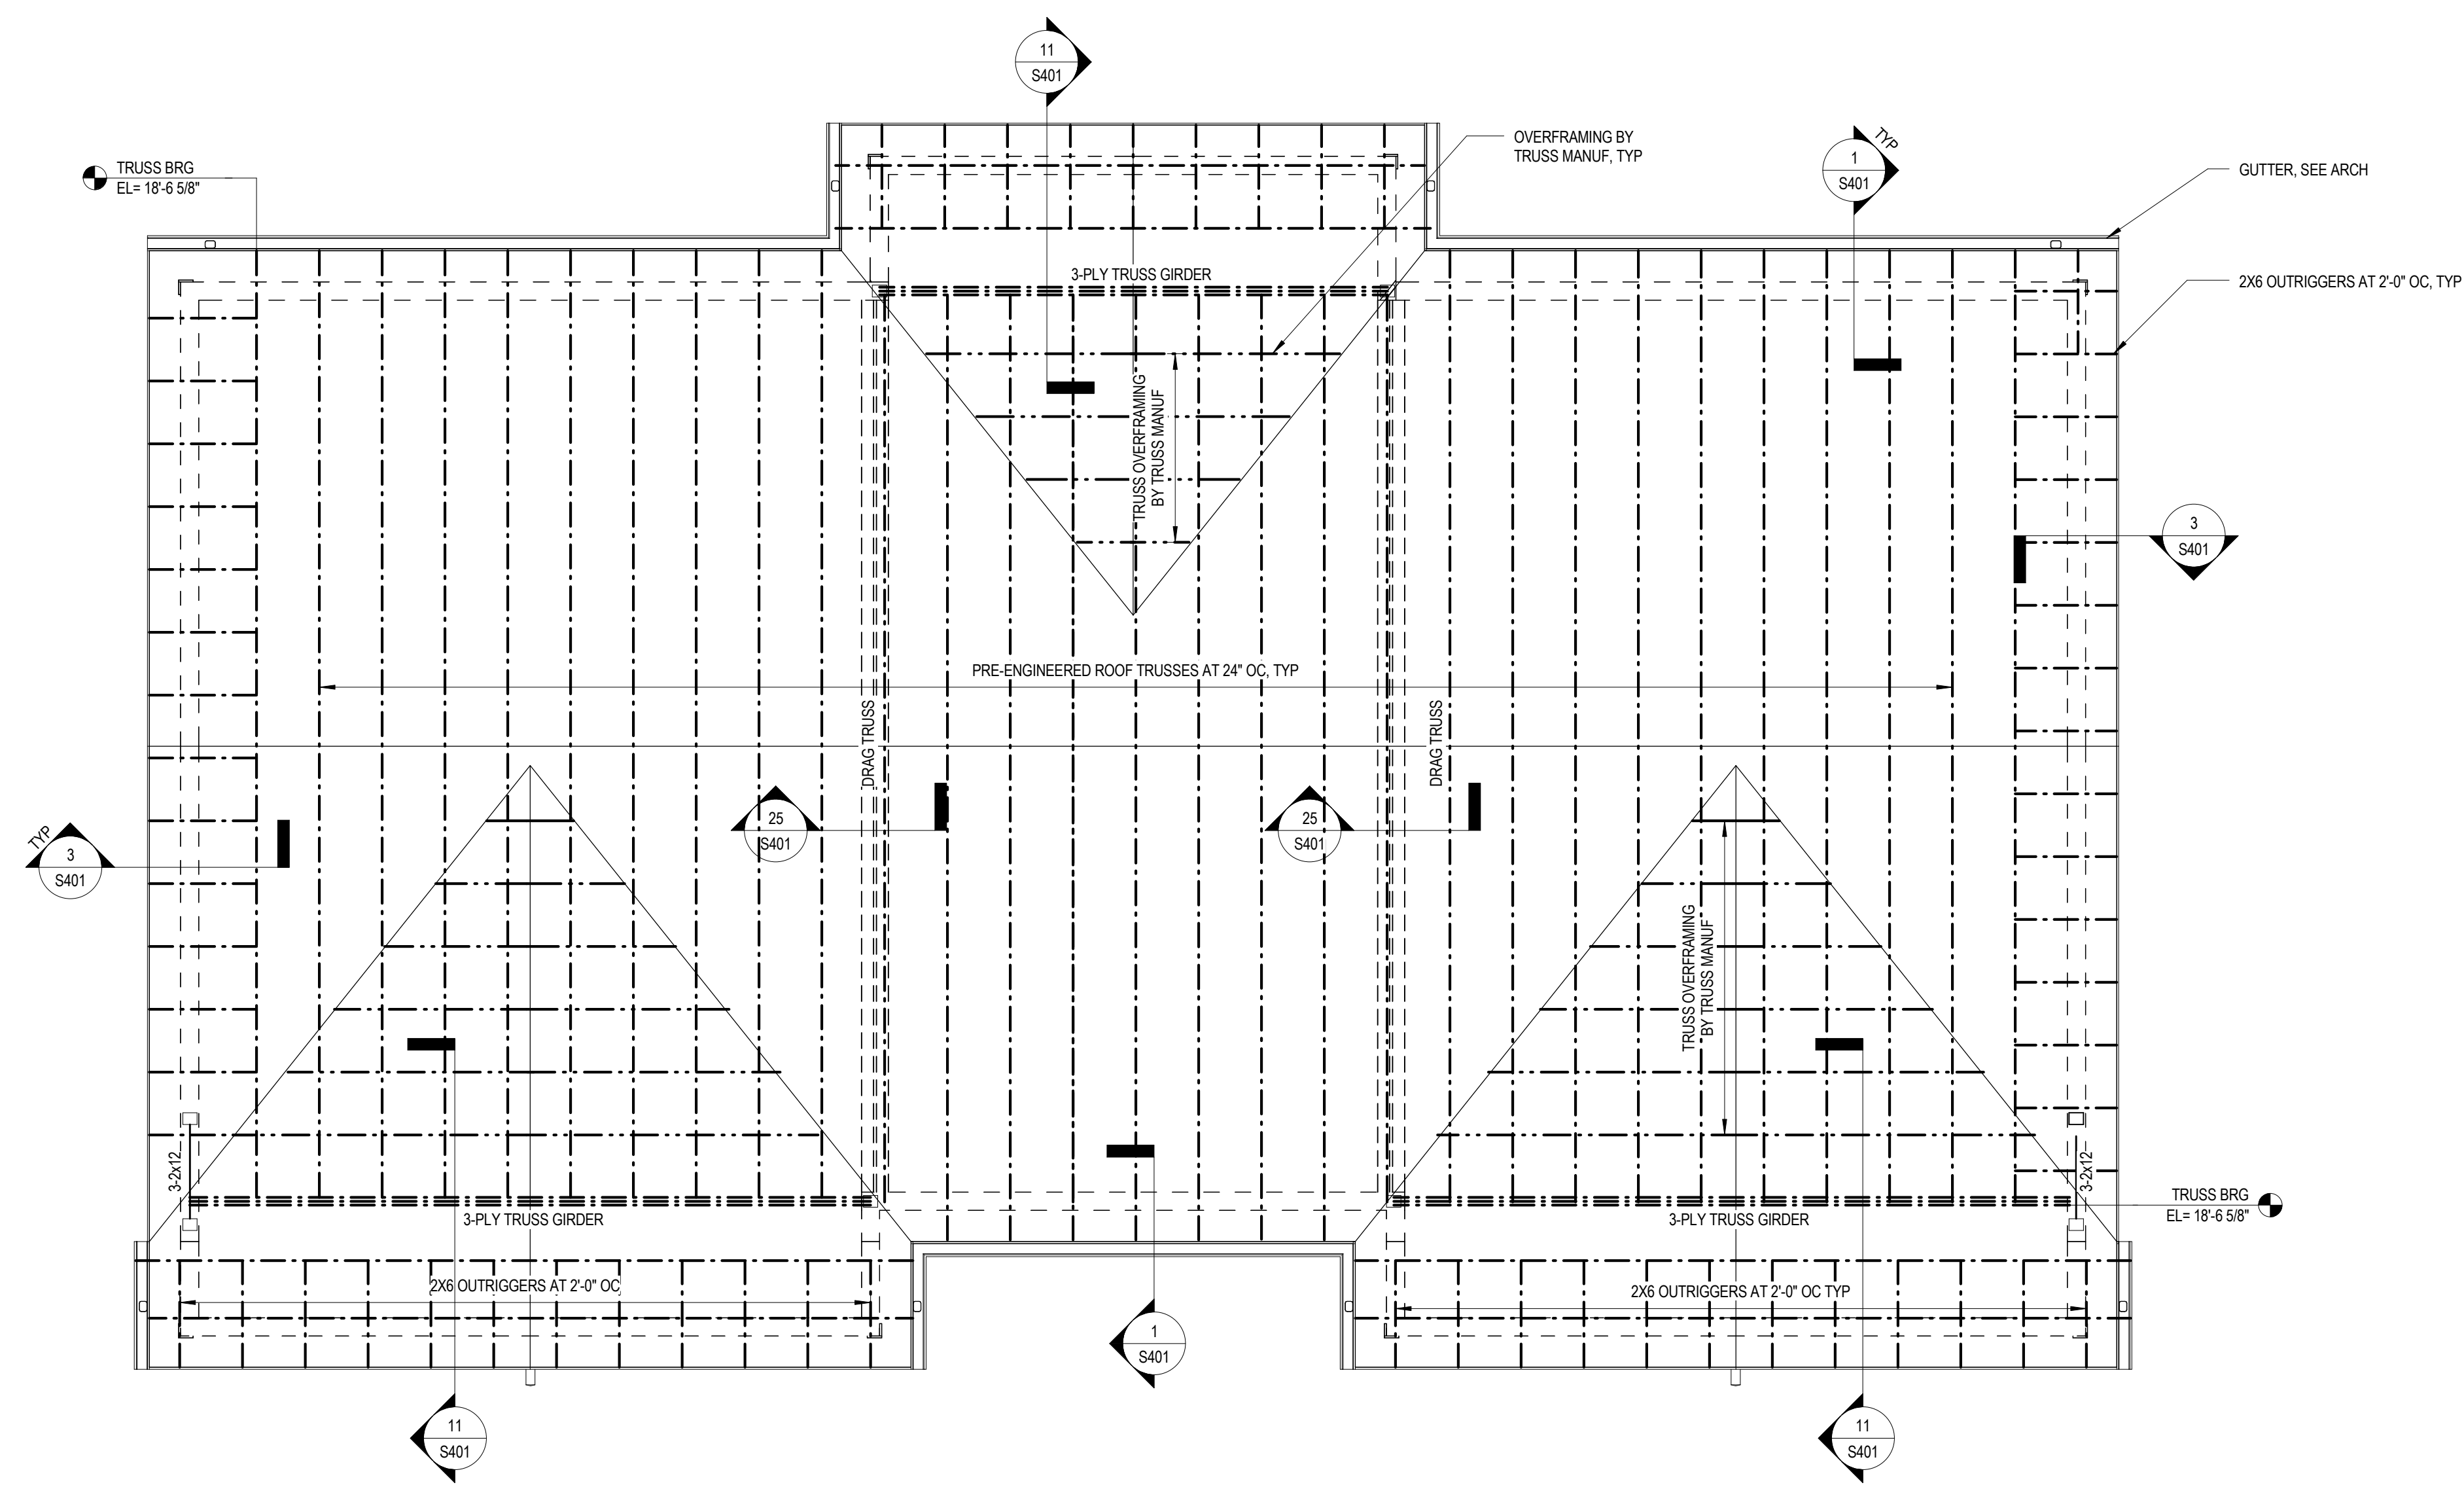 11
S401
OVERFRAMING BY
TRUSS MANUF, TYP
TYP
1
S401
TRUSS BRG
EL= 18'-6 5/8"
GUTTER, SEE ARCH
3-PLY TRUSS GIRDER
2X6 OUTRIGGERS AT 2'-0" OC, TYP
TRUSS OVERFRAMING
BY TRUSS MANUF
3
S401
PRE-ENGINEERED ROOF TRUSSES AT 24" OC, TYP
DRAG TRUSS
DRAG TRUSS
TYP
3
S401
25
S401
25
S401
TRUSS OVERFRAMING
BY TRUSS MANUF
3-2x12
3-2x12
3-PLY TRUSS GIRDER
3-PLY TRUSS GIRDER
TRUSS BRG
EL= 18'-6 5/8"
2X6 OUTRIGGERS AT 2'-0" OC
2X6 OUTRIGGERS AT 2'-0" OC TYP
1
S401
11
S401
11
S401